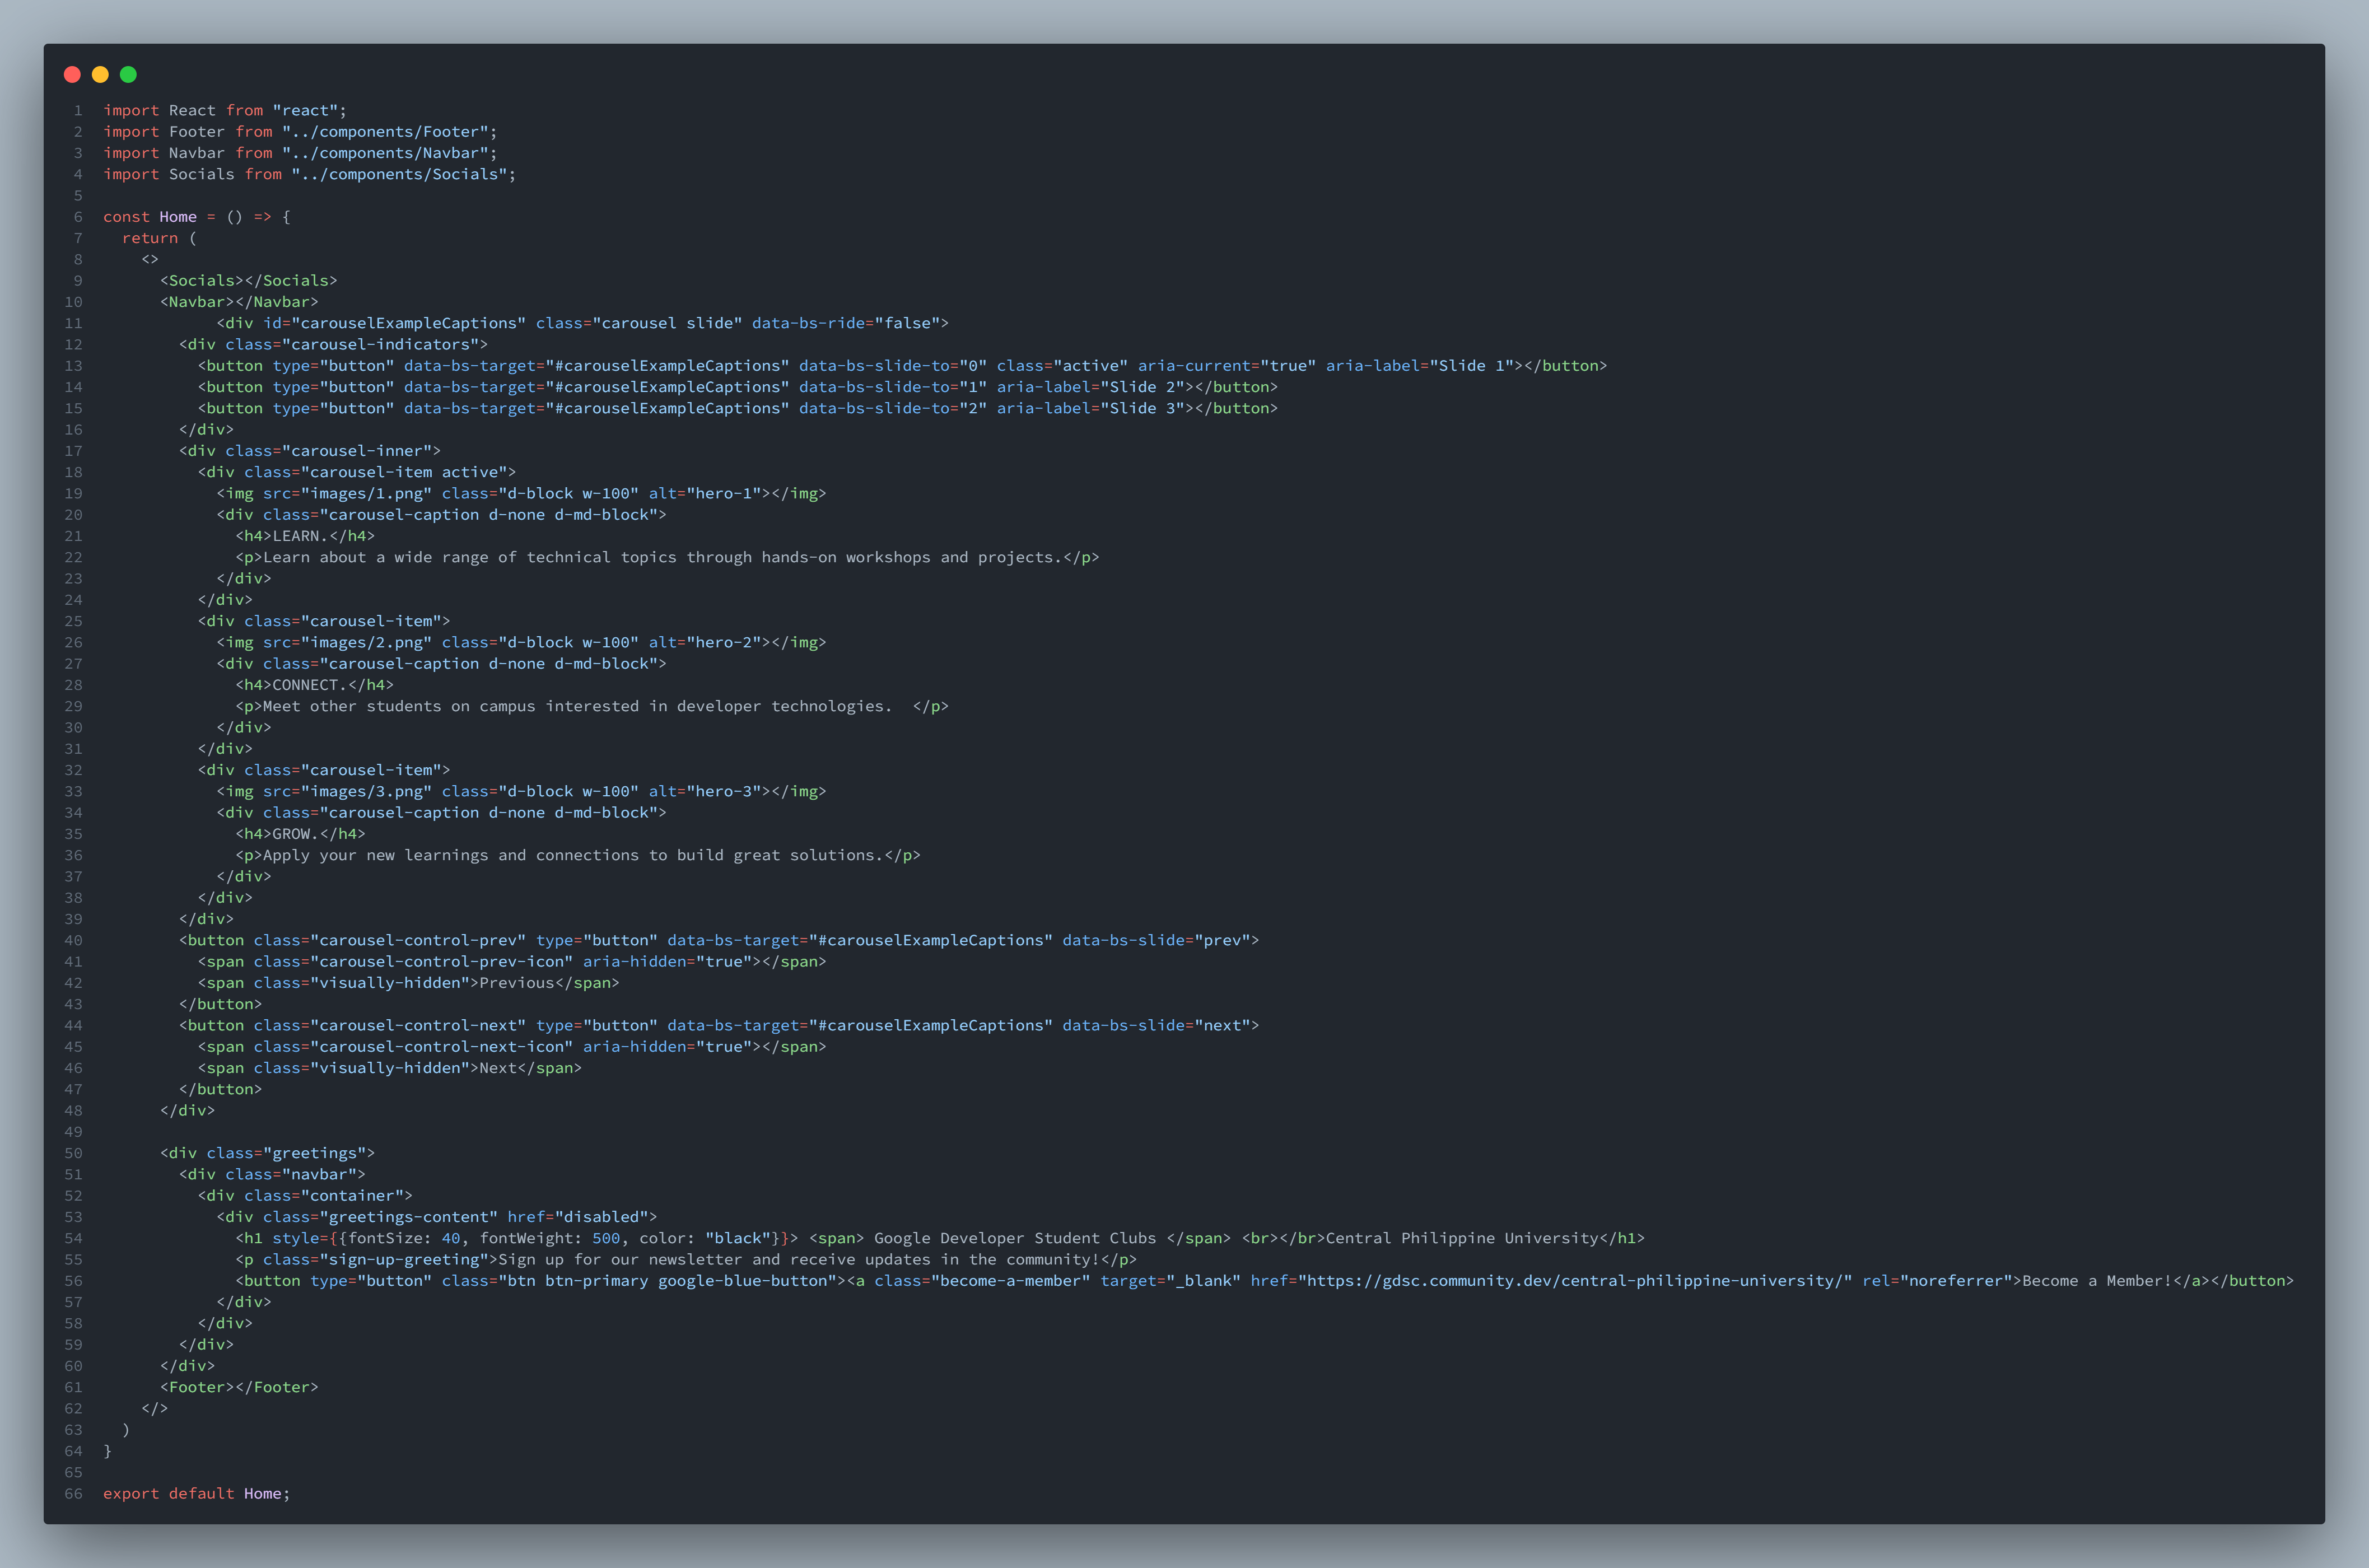 1 import React from "react";
2 import Footer from "../components/Footer";
3 import Navbar from "../components/Navbar";
4 import Socials from "../components/Socials";
5
6 const Home = () => {
7   return (
8     <>
9       <Socials></Socials>
10       <Navbar></Navbar>
11             <div id="carouselExampleCaptions" class="carousel slide" data-bs-ride="false">
12         <div class="carousel-indicators">
13           <button type="button" data-bs-target="#carouselExampleCaptions" data-bs-slide-to="0" class="active" aria-current="true" aria-label="Slide 1"></button>
14           <button type="button" data-bs-target="#carouselExampleCaptions" data-bs-slide-to="1" aria-label="Slide 2"></button>
15           <button type="button" data-bs-target="#carouselExampleCaptions" data-bs-slide-to="2" aria-label="Slide 3"></button>
16         </div>
17         <div class="carousel-inner">
18           <div class="carousel-item active">
19             <img src="images/1.png" class="d-block w-100" alt="hero-1"></img>
20             <div class="carousel-caption d-none d-md-block">
21               <h4>LEARN.</h4>
22               <p>Learn about a wide range of technical topics through hands-on workshops and projects.</p>
23             </div>
24           </div>
25           <div class="carousel-item">
26             <img src="images/2.png" class="d-block w-100" alt="hero-2"></img>
27             <div class="carousel-caption d-none d-md-block">
28               <h4>CONNECT.</h4>
29               <p>Meet other students on campus interested in developer technologies.  </p>
30             </div>
31           </div>
32           <div class="carousel-item">
33             <img src="images/3.png" class="d-block w-100" alt="hero-3"></img>
34             <div class="carousel-caption d-none d-md-block">
35               <h4>GROW.</h4>
36               <p>Apply your new learnings and connections to build great solutions.</p>
37             </div>
38           </div>
39         </div>
40         <button class="carousel-control-prev" type="button" data-bs-target="#carouselExampleCaptions" data-bs-slide="prev">
41           <span class="carousel-control-prev-icon" aria-hidden="true"></span>
42           <span class="visually-hidden">Previous</span>
43         </button>
44         <button class="carousel-control-next" type="button" data-bs-target="#carouselExampleCaptions" data-bs-slide="next">
45           <span class="carousel-control-next-icon" aria-hidden="true"></span>
46           <span class="visually-hidden">Next</span>
47         </button>
48       </div>
49
50       <div class="greetings">
51         <div class="navbar">
52           <div class="container">
53             <div class="greetings-content" href="disabled">
54               <h1 style={{fontSize: 40, fontWeight: 500, color: "black"}}> <span> Google Developer Student Clubs </span> <br></br>Central Philippine University</h1>
55               <p class="sign-up-greeting">Sign up for our newsletter and receive updates in the community!</p>
56               <button type="button" class="btn btn-primary google-blue-button"><a class="become-a-member" target="_blank" href="https://gdsc.community.dev/central-philippine-university/" rel="noreferrer">Become a Member!</a></button>
57             </div>
58           </div>
59         </div>
60       </div>
61       <Footer></Footer>
62     </>
63   )
64 }
65
66 export default Home;